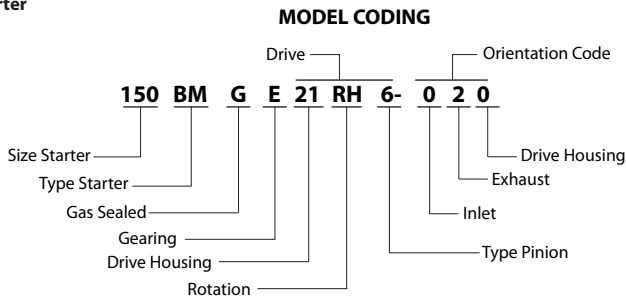 rter
MODEL CODING
Drive
Orientation Code
150 BM G E 21 RH 6- 0 2 0
Size Starter
Drive Housing
Type Starter
Exhaust
Gas Sealed
Inlet
Gearing
Type Pinion
Drive Housing
Rotation